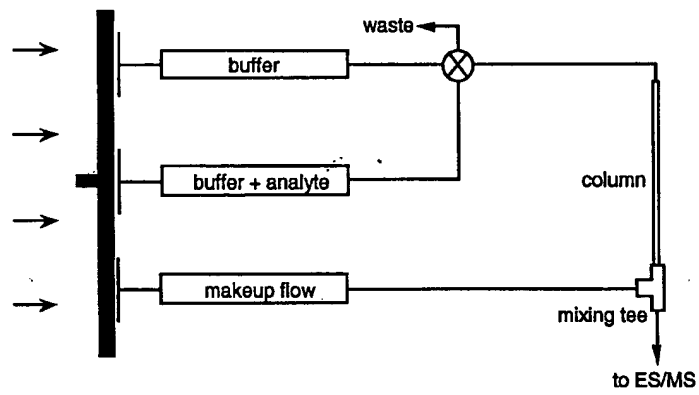 waste
buffer
buffer + analyte
column
makeup flow
mixing tee
to ES/MS